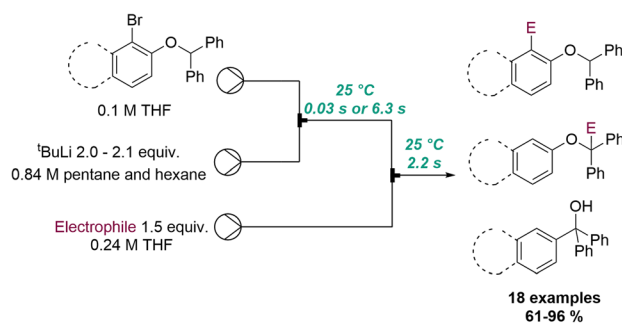 Br
O
Ph
Ph
0.1 M THF
ᵗBuLi 2.0 - 2.1 equiv.
0.84 M pentane and hexane
Electrophile 1.5 equiv.
0.24 M THF
25 °C
0.03 s or 6.3 s
25 °C
2.2 s
E
O
Ph
Ph
E
O
Ph
Ph
OH
Ph
Ph
18 examples
61-96 %